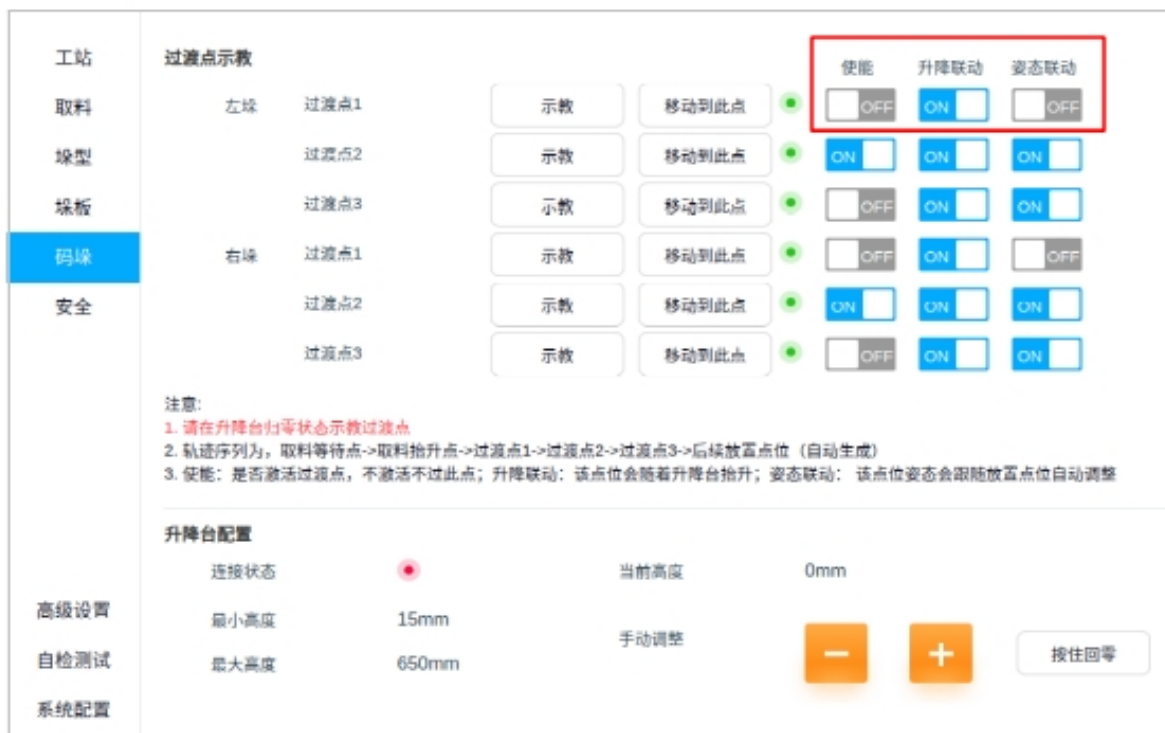 工站
取料
垛型
垛板
码垛
安全
高级设置
自检测试
系统配置
过渡点示教
使能 升降联动 姿态联动
左垛 过渡点1 示教 移动到此点 OFF ON OFF
过渡点2 示教 移动到此点 ON ON ON
过渡点3 示教 移动到此点 OFF ON ON
右垛 过渡点1 示教 移动到此点 OFF ON OFF
过渡点2 示教 移动到此点 ON ON ON
过渡点3 示教 移动到此点 OFF ON ON
注意:
1. 请在升降台归零状态示教过渡点
2. 轨迹序列为，取料等待点->取料抬升点->过渡点1->过渡点2->过渡点3->后续放置点位（自动生成）
3. 使能：是否激活过渡点，不激活不过此点；升降联动：该点位会随着升降台抬升；姿态联动： 该点位姿态会跟随放置点位自动调整
升降台配置
连接状态 当前高度 0mm
最小高度 15mm
手动调整 − + 按住回零
最大高度 650mm